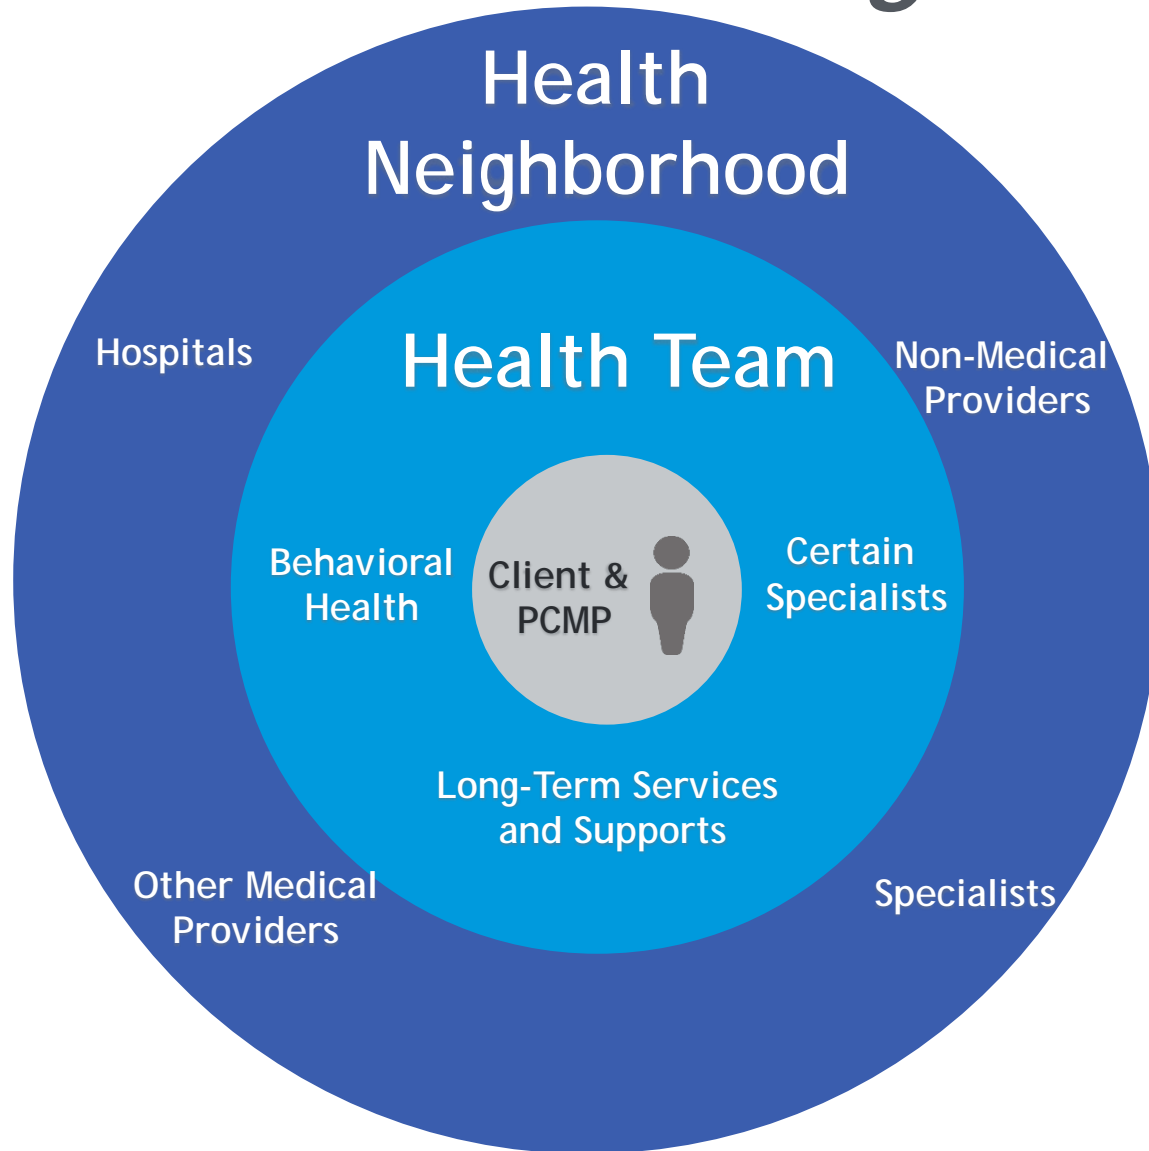 Health
Neighborhood
Health Team
Hospitals
Non-Medical
Providers
Behavioral
Health
Client &
PCMP
Certain
Specialists
Long-Term Services
and Supports
Other Medical
Providers
Specialists